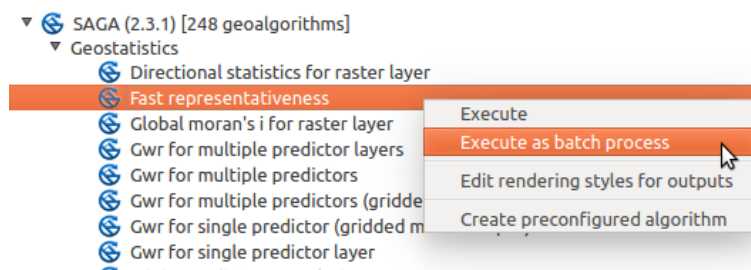 SAGA (2.3.1) [248 geoalgorithms]
Geostatistics
Directional statistics for raster layer
Fast representativeness
Global moran's i for raster layer
Gwr for multiple predictor layers
Gwr for multiple predictors
Gwr for multiple predictors (gridde
Gwr for single predictor (gridded m
Gwr for single predictor layer
Execute
Execute as batch process
Edit rendering styles for outputs
Create preconfigured algorithm